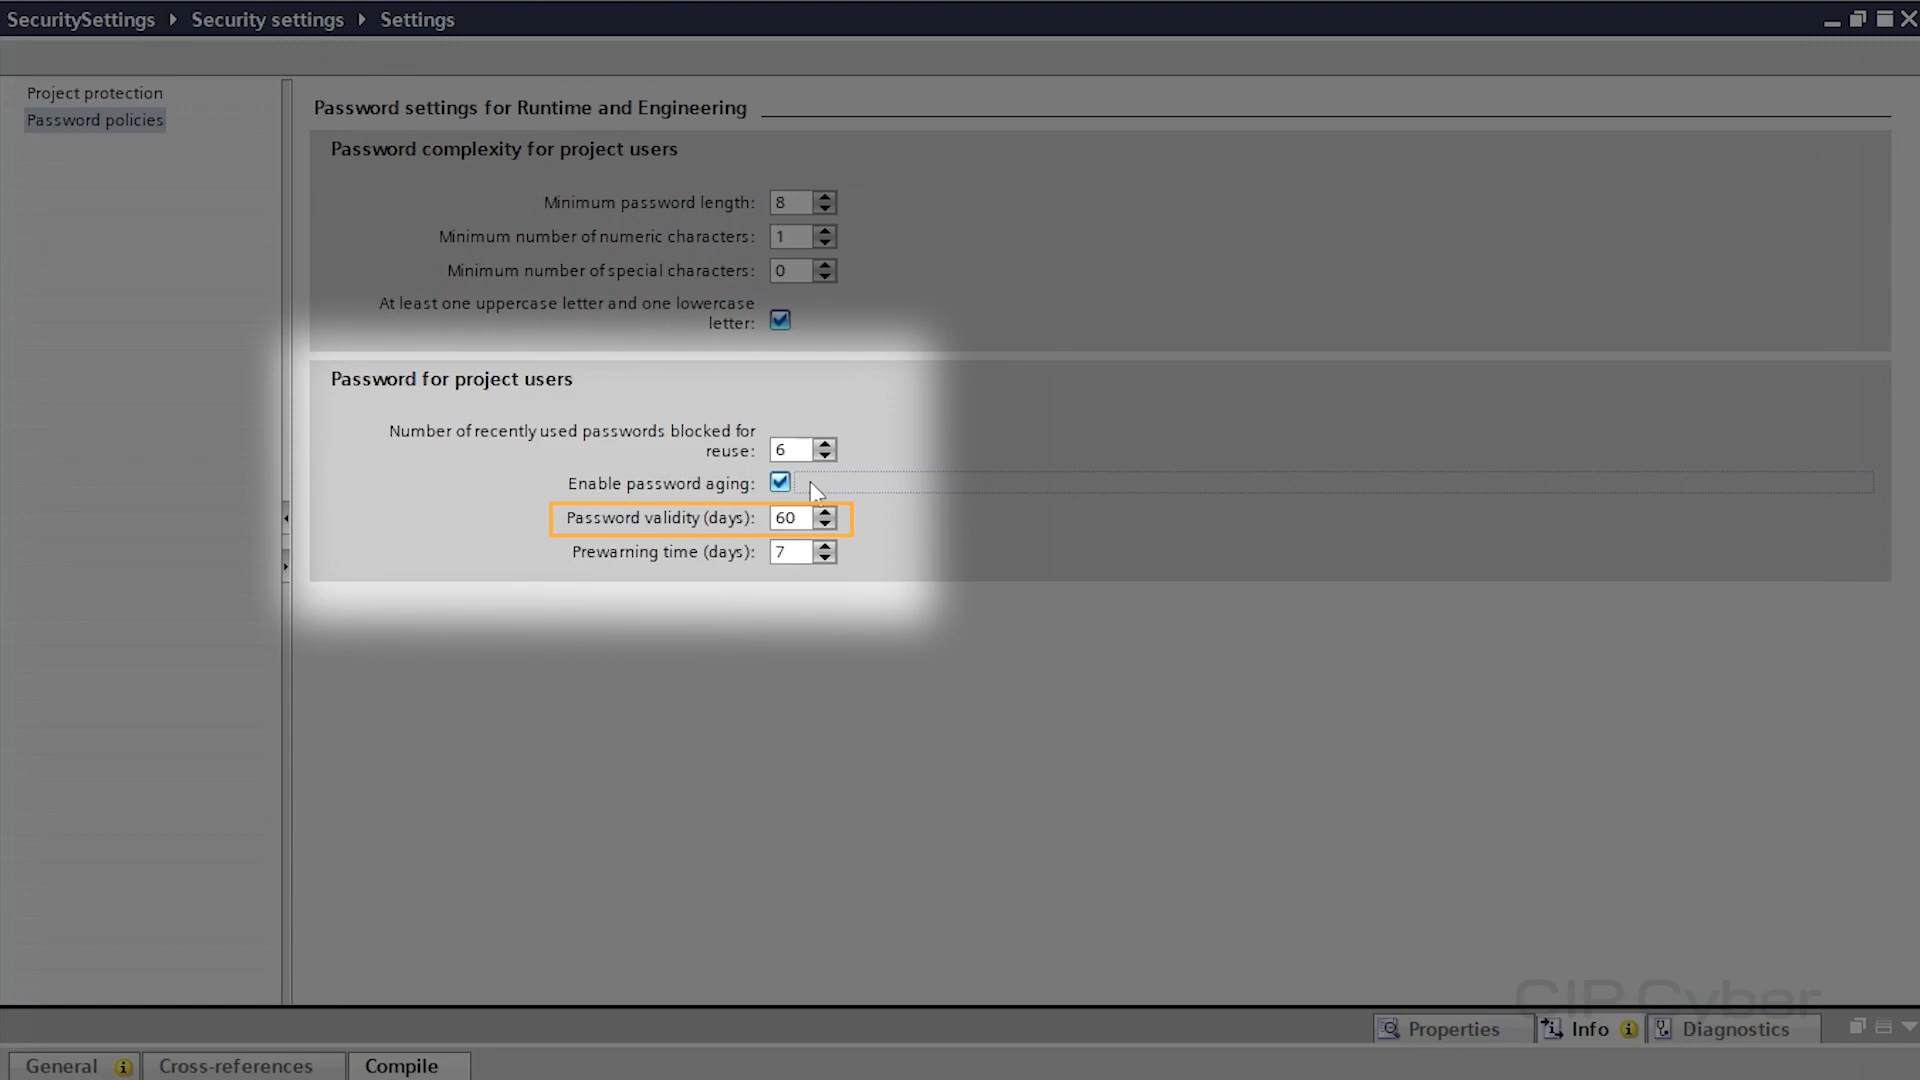 SecuritySettings Security settings Settings
Project protection
Password policies
Password settings for Runtime and Engineering
Password complexity for project users
Minimum password length: 8
Minimum number of numeric characters: 1
Minimum number of special characters: 0
At least one uppercase letter and one lowercase
letter:
Password for project users
Number of recently used passwords blocked for
reuse: 6
Enable password aging:
Password validity (days): 60
Prewarning time (days): 7
CIP Cyber
Properties Info Diagnostics
General Cross-references Compile